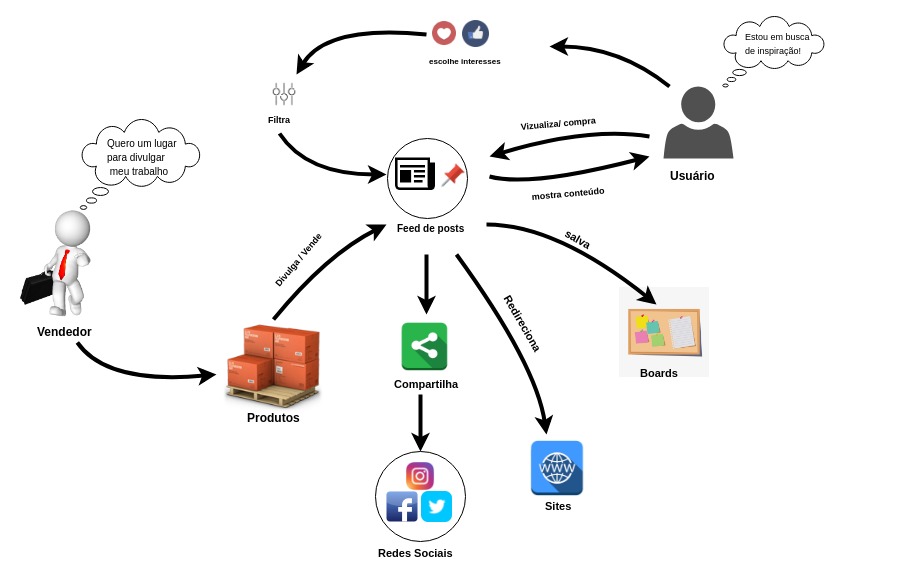 Estou em busca
de inspiração!
escolhe interesses
Filtra
Vizualiza/ compra
Quero um lugar
para divulgar
meu trabalho
Usuário
mostra conteúdo
Feed de posts
Divulga / Vende
salva
Redireciona
Vendedor
Boards
Compartilha
Produtos
WWW
Sites
Redes Sociais